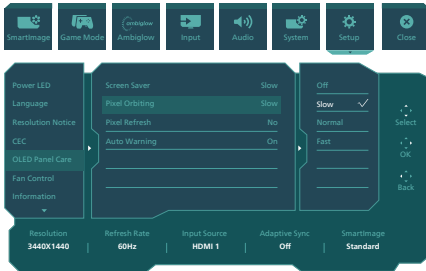 SmartImage Game Mode Ambiglow Input Audio System Setup Close
ambiglow
Power LED
Language
Resolution Notice
CEC
OLED Panel Care
Fan Control
Information
Screen Saver Slow
Pixel Orbiting Slow
Pixel Refresh No
Auto Warning On
Off
Slow
Normal
Fast
Select
OK
Back
Resolution Refresh Rate Input Source Adaptive Sync SmartImage
3440X1440 | 60Hz | HDMI 1 | Off | Standard